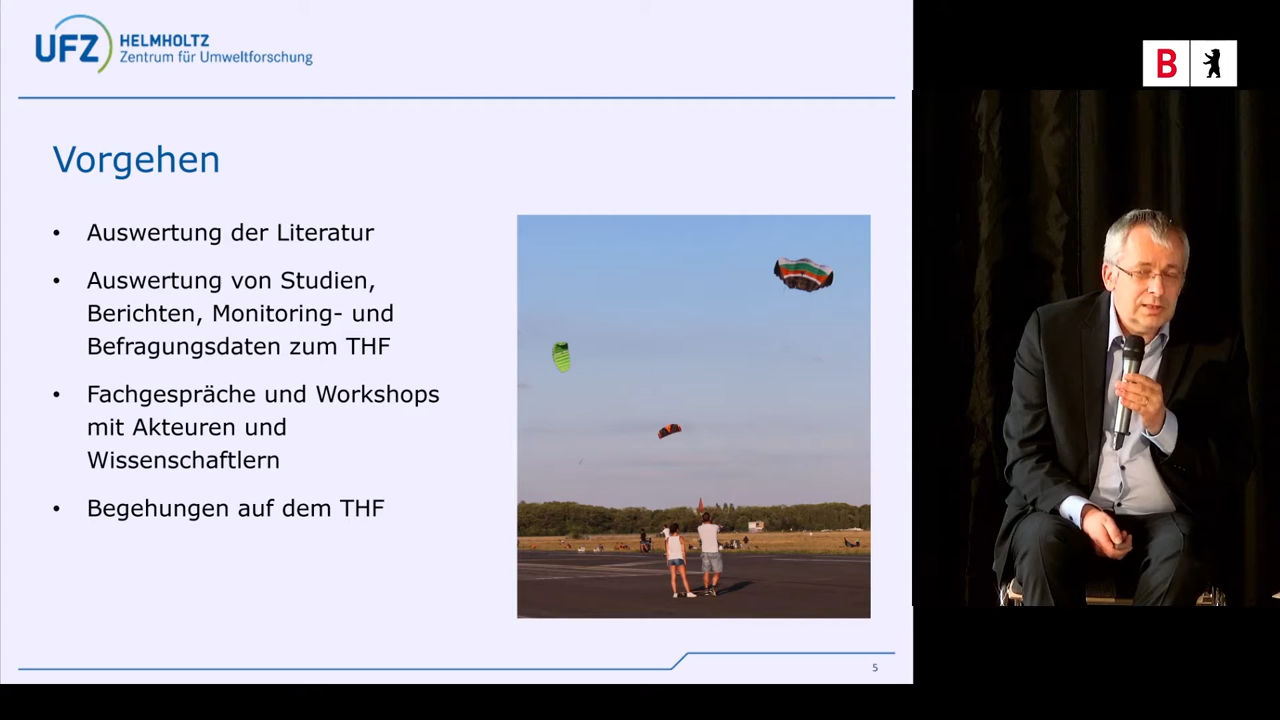 UFZ HELMHOLTZ
Zentrum für Umweltforschung
B
Vorgehen
• Auswertung der Literatur
• Auswertung von Studien,
Berichten, Monitoring- und
Befragungsdaten zum THF
• Fachgespräche und Workshops
mit Akteuren und
Wissenschaftlern
• Begehungen auf dem THF
5